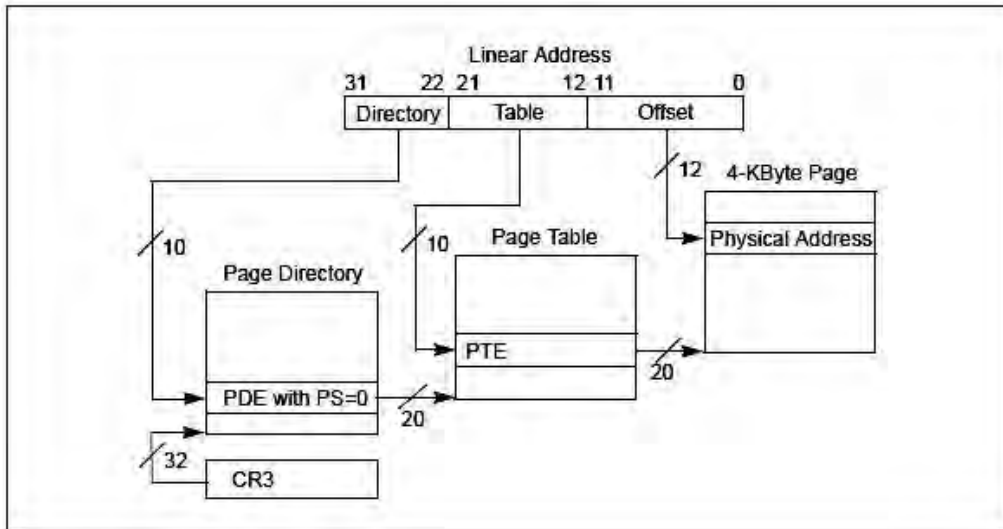 Linear Address
31 22 21 12 11 0
Directory Table Offset
12
4-KByte Page
10
10
Page Table
Physical Address
Page Directory
PTE
20
PDE with PS=0
20
32
CR3